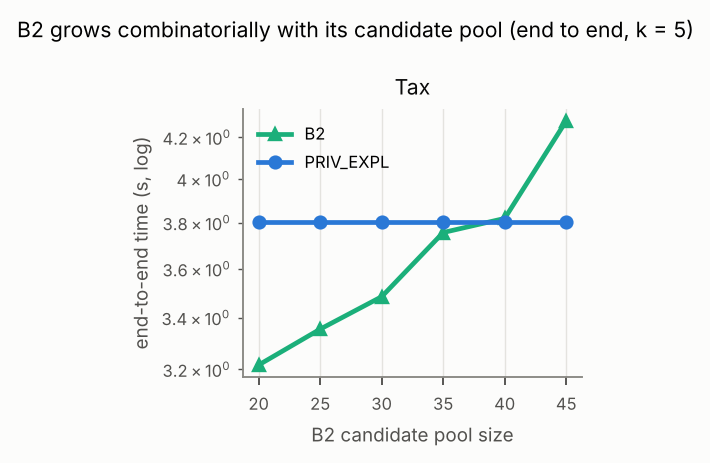 B2 grows combinatorially with its candidate pool (end to end, k = 5)
Tax
B2
PRIV_EXPL
end-to-end time (s, log)
4.2 × 10⁰
4 × 10⁰
3.8 × 10⁰
3.6 × 10⁰
3.4 × 10⁰
3.2 × 10⁰
20 25 30 35 40 45
B2 candidate pool size